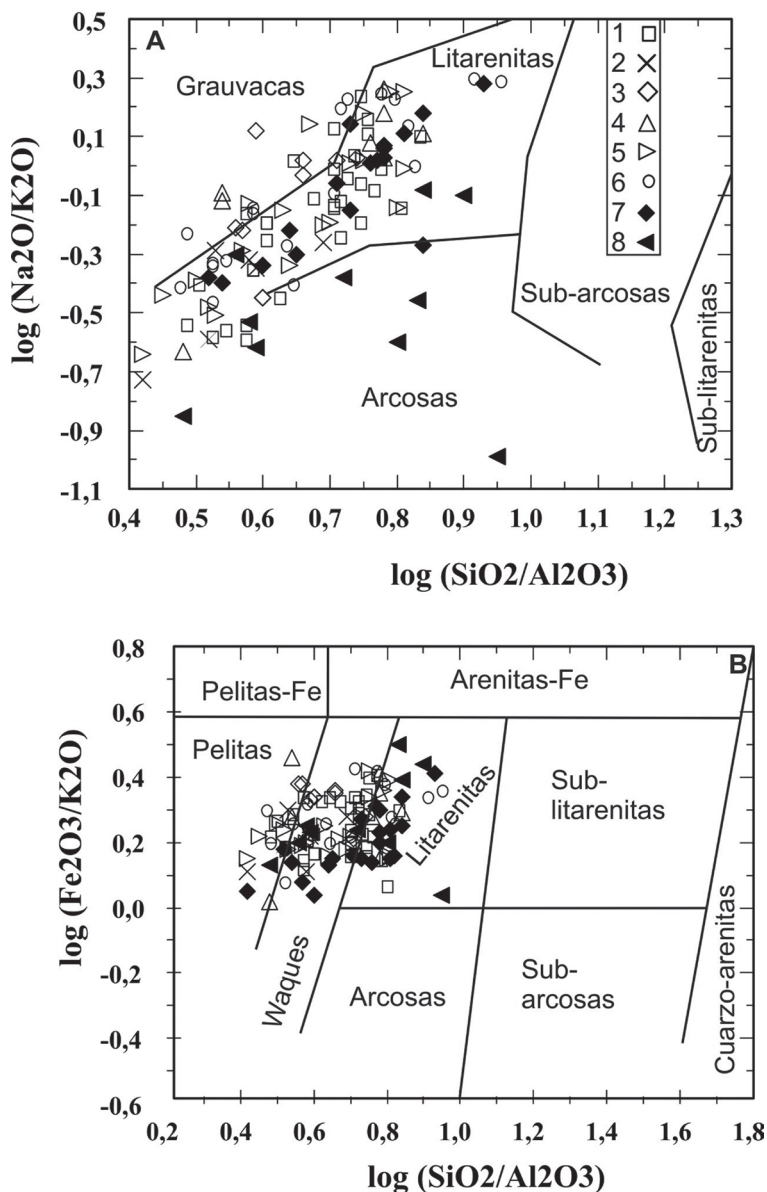 A
0,5
0,3
0,1
-0,1
-0,3
-0,5
-0,7
-0,9
-1,1
log (Na2O/K2O)
Grauvacas
Litarenitas
Sub-arcosas
Sub-litarenitas
Arcosas
1
2
3
4
5
6
7
8
0,4
0,5
0,6
0,7
0,8
0,9
1,0
1,1
1,2
1,3
log (SiO2/Al2O3)
B
0,8
0,6
0,4
0,2
0,0
-0,2
-0,4
-0,6
log (Fe2O3/K2O)
Pelitas-Fe
Arenitas-Fe
Pelitas
Litarenitas
Sub-
litarenitas
Waques
Arcosas
Sub-
arcosas
Cuarzo-arenitas
0,2
0,4
0,6
0,8
1,0
1,2
1,4
1,6
1,8
log (SiO2/Al2O3)